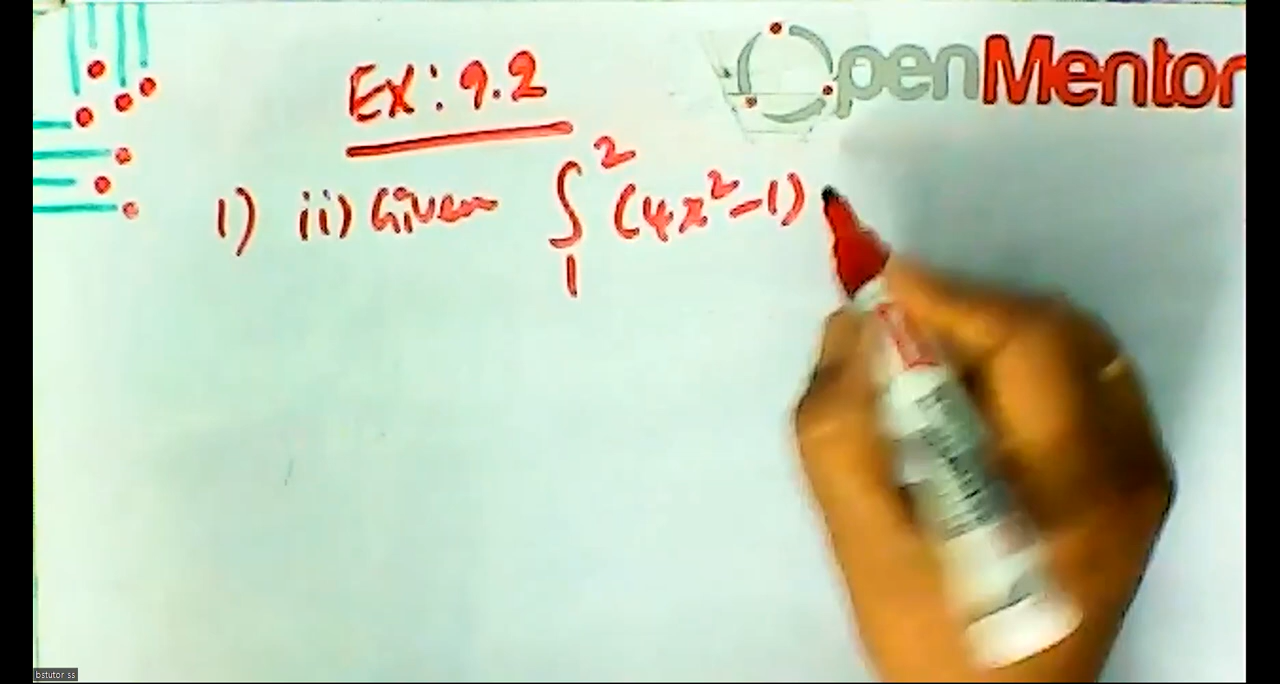 OpenMentor
Ex: 9.2
1) ii) Given ∫₁² (4x² - 1)
bstutor ss